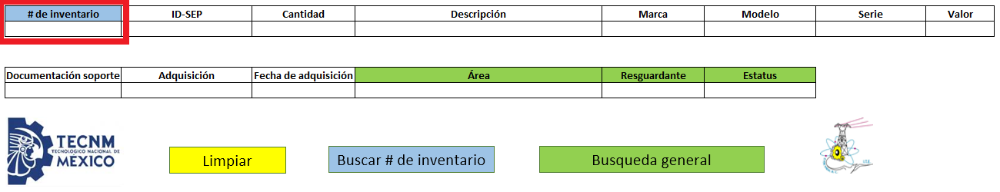 # de inventario ID-SEP Cantidad Descripción Marca Modelo Serie Valor
Documentación soporte Adquisición Fecha de adquisición Área Resguardante Estatus
TECNM
TECNOLÓGICO NACIONAL DE
MÉXICO
Limpiar
Buscar # de inventario
Busqueda general